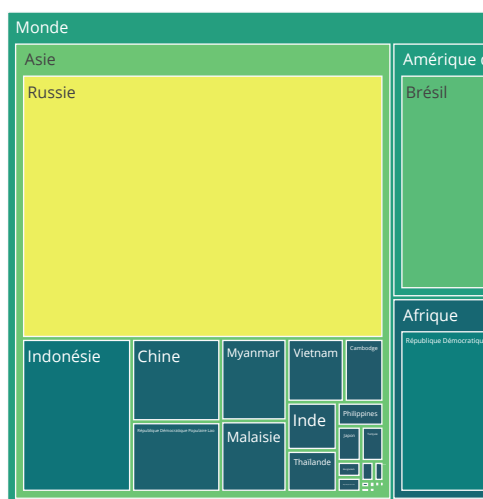 Monde
Asie
Amérique
Russie
Brésil
Afrique
République Démocratique
Indonésie
Chine
Myanmar
Vietnam
Cambodge
Inde
Philippines
République Démocratique Populaire Lao
Malaisie
Japon
Thaïlande